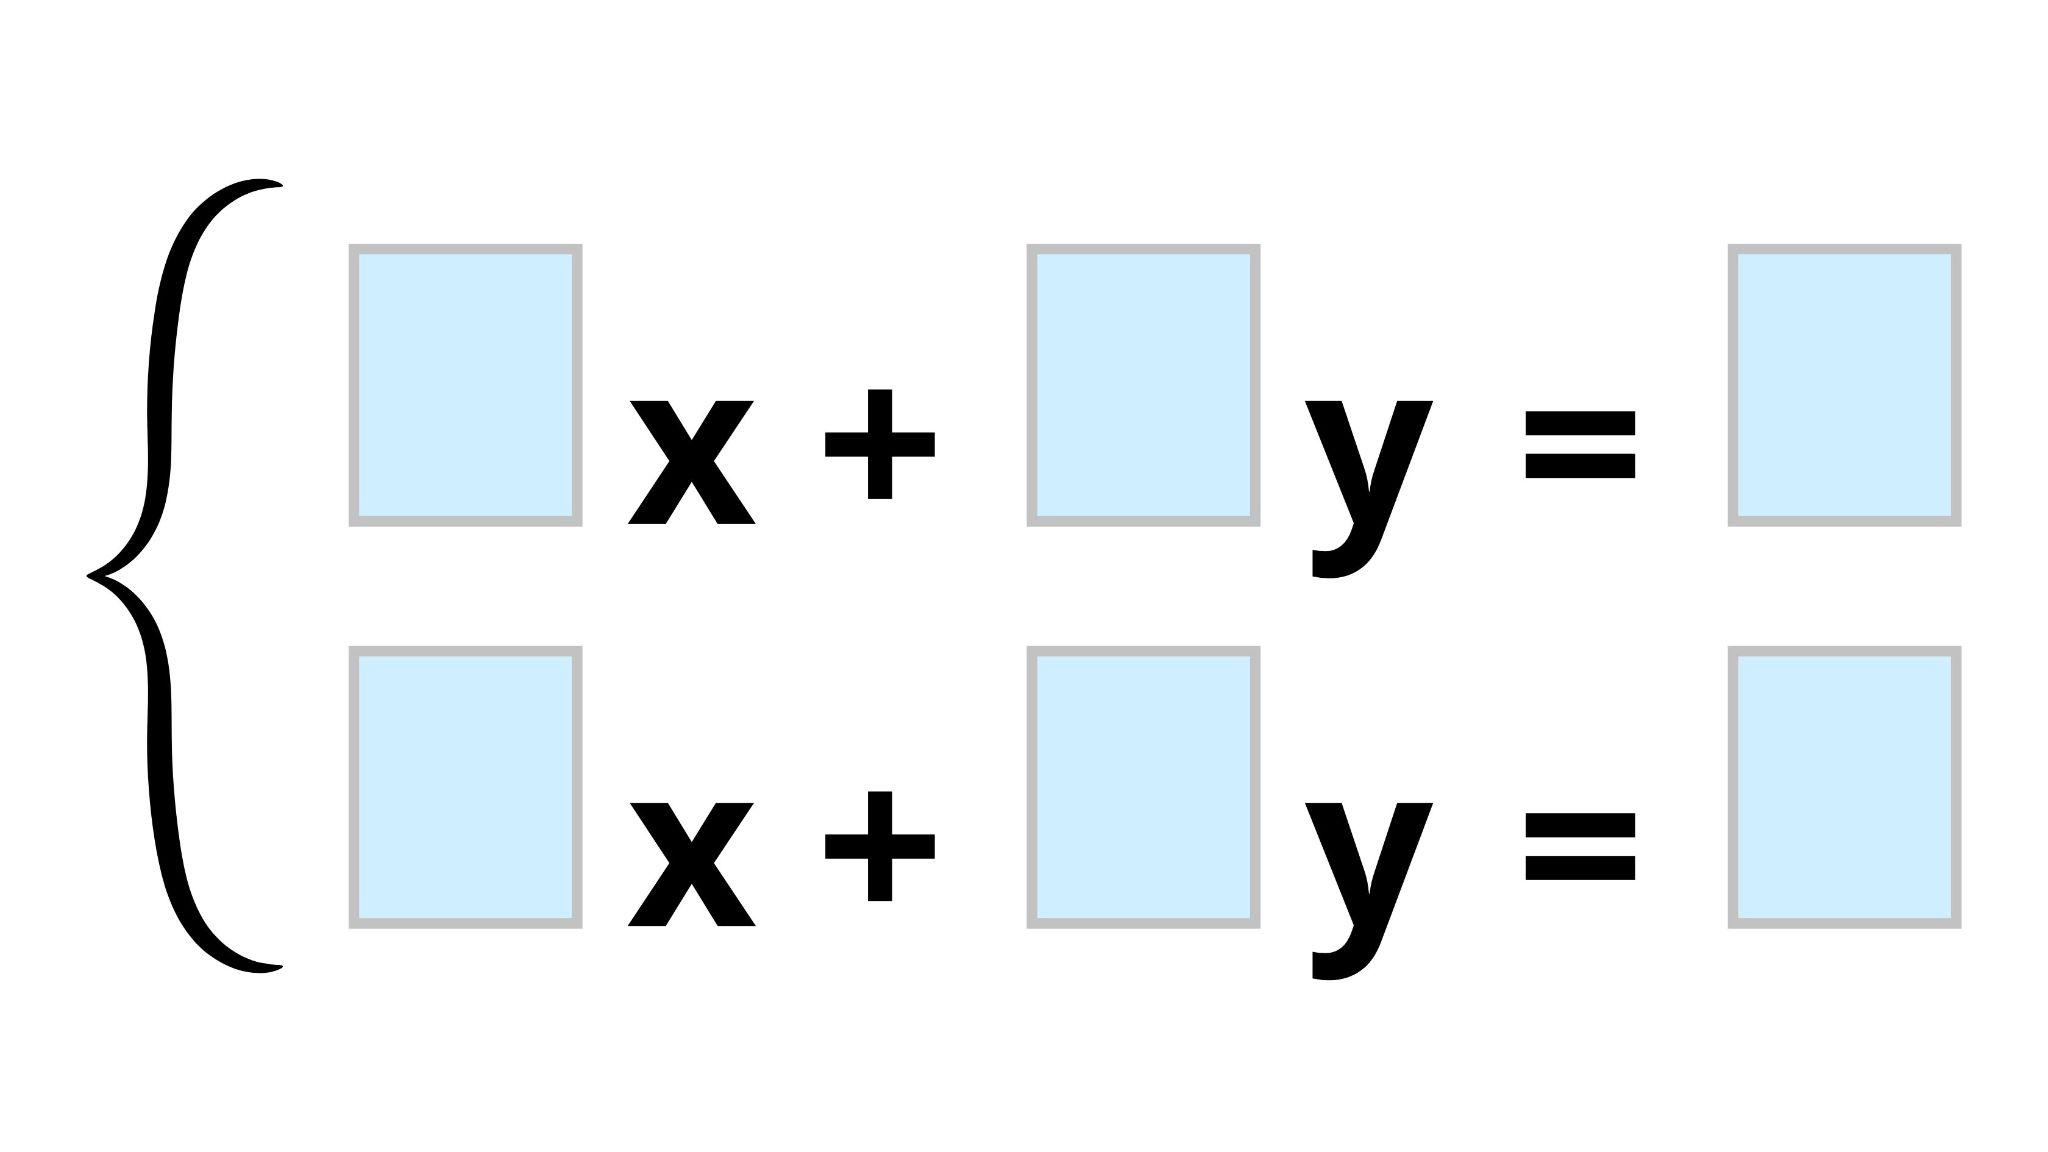 x + y =
x + y =